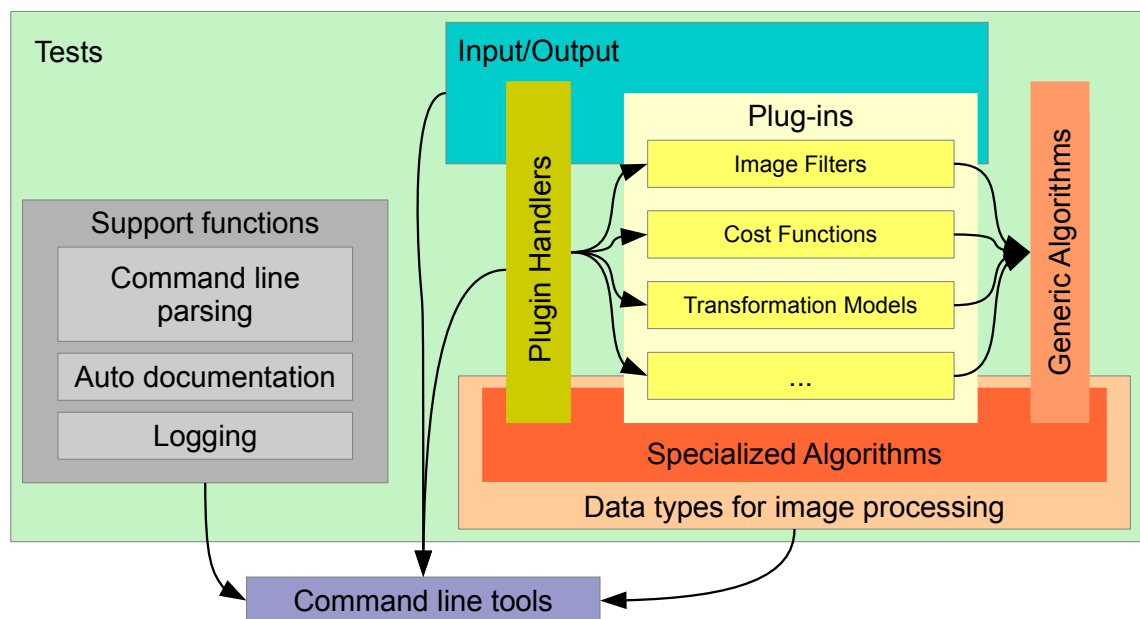 Tests
Input/Output
Plugin Handlers
Plug-ins
Image Filters
Cost Functions
Transformation Models
...
Generic Algorithms
Support functions
Command line
parsing
Auto documentation
Logging
Specialized Algorithms
Data types for image processing
Command line tools